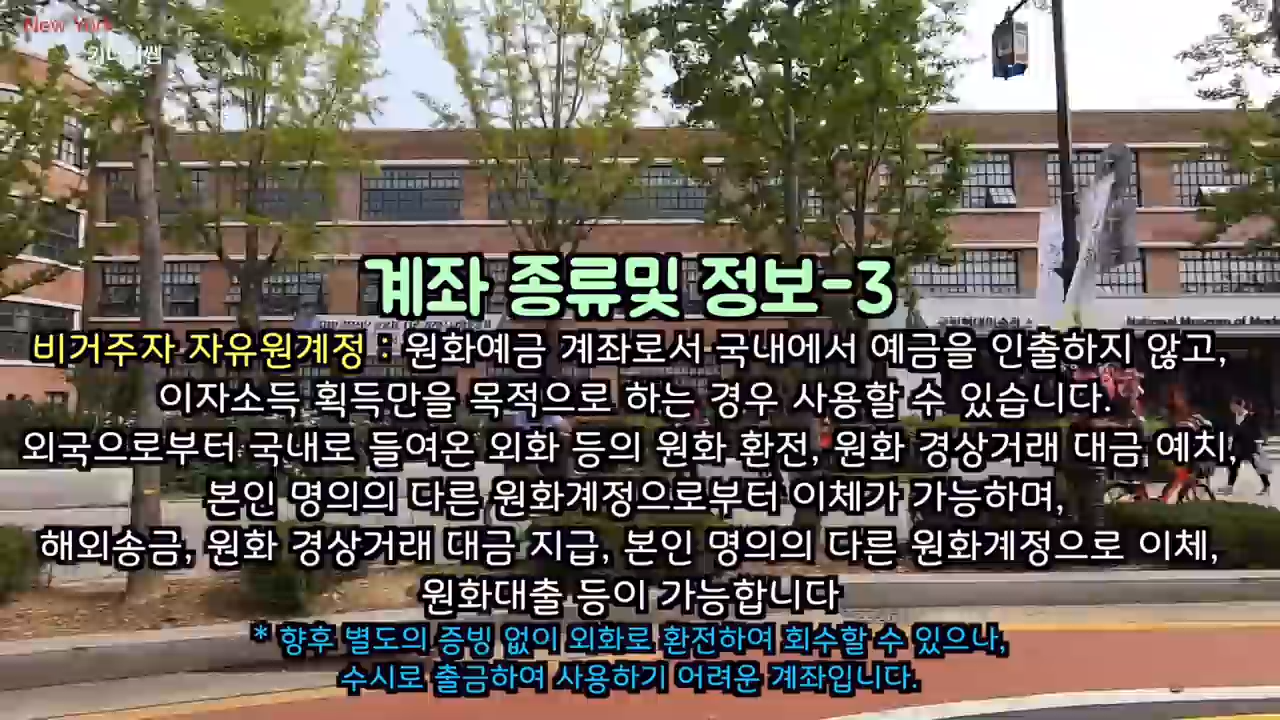 New York
계좌 종류및 정보-3
비거주자 자유원계정 : 원화예금 계좌로서 국내에서 예금을 인출하지 않고,
이자소득 획득만을 목적으로 하는 경우 사용할 수 있습니다.
외국으로부터 국내로 들여온 외화 등의 원화 환전, 원화 경상거래 대금 예치,
본인 명의의 다른 원화계정으로부터 이체가 가능하며,
해외송금, 원화 경상거래 대금 지급, 본인 명의의 다른 원화계정으로 이체,
원화대출 등이 가능합니다
* 향후 별도의 증빙 없이 외화로 환전하여 회수할 수 있으나,
수시로 출금하여 사용하기 어려운 계좌입니다.